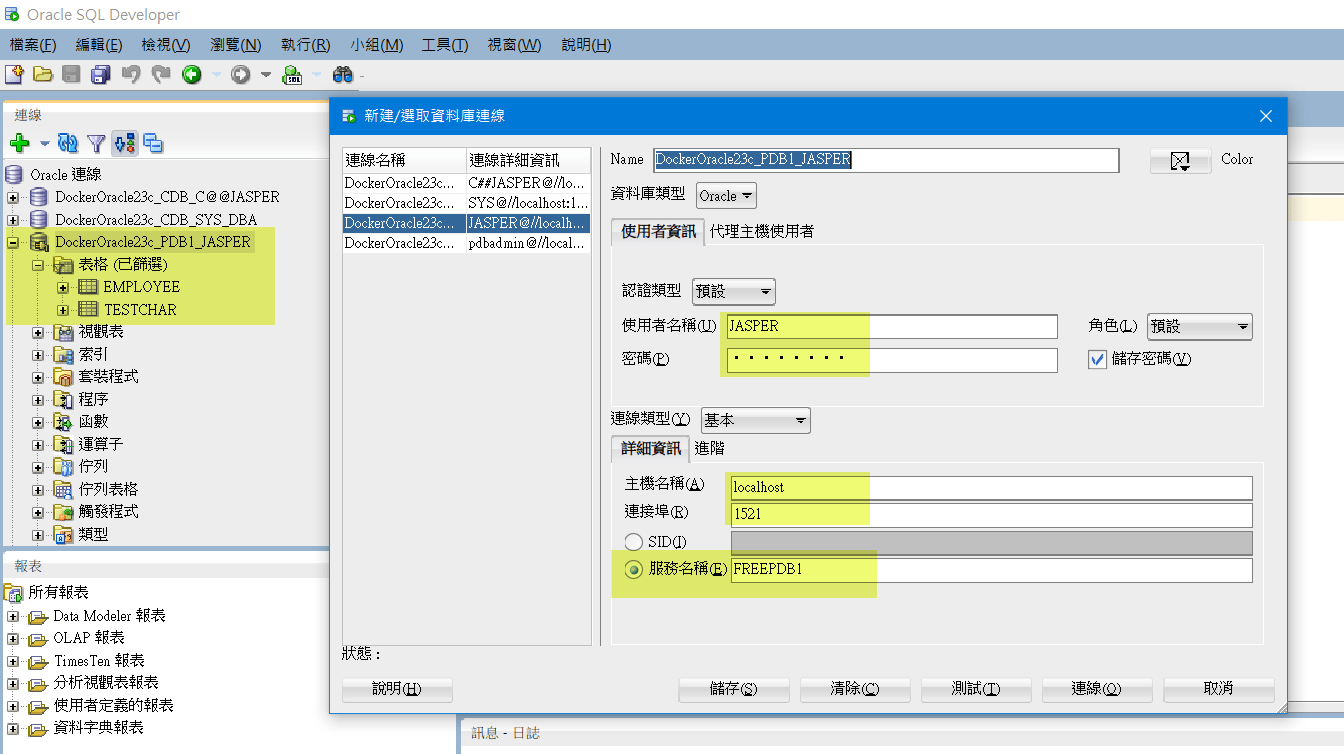 Oracle SQL Developer
檔案(F) 編輯(E) 檢視(V) 瀏覽(N) 執行(R) 小組(M) 工具(T) 視窗(W) 說明(H)
SQL
連線
Oracle 連線
DockerOracle23c_CDB_C@@JASPER
DockerOracle23c_CDB_SYS_DBA
DockerOracle23c_PDB1_JASPER
表格 (已篩選)
EMPLOYEE
TESTCHAR
視觀表
索引
套裝程式
程序
函數
運算子
佇列
佇列表格
觸發程式
類型
報表
所有報表
Data Modeler 報表
OLAP 報表
TimesTen 報表
分析視觀表報表
使用者定義的報表
資料字典報表
新建/選取資料庫連線
連線名稱 連線詳細資訊
DockerOracle23c... C##JASPER@//lo...
DockerOracle23c... SYS@//localhost:1...
DockerOracle23c... JASPER@//localh...
DockerOracle23c... pdbadmin@//local...
Name DockerOracle23c_PDB1_JASPER Color
資料庫類型 Oracle
使用者資訊 代理主機使用者
認證類型 預設
使用者名稱(U) JASPER 角色(L) 預設
密碼(P) 儲存密碼(V)
連線類型(Y) 基本
詳細資訊 進階
主機名稱(A) localhost
連接埠(R) 1521
SID(I)
服務名稱(E) FREEPDB1
狀態 :
說明(H) 儲存(S) 清除(C) 測試(T) 連線(O) 取消
訊息 - 日誌